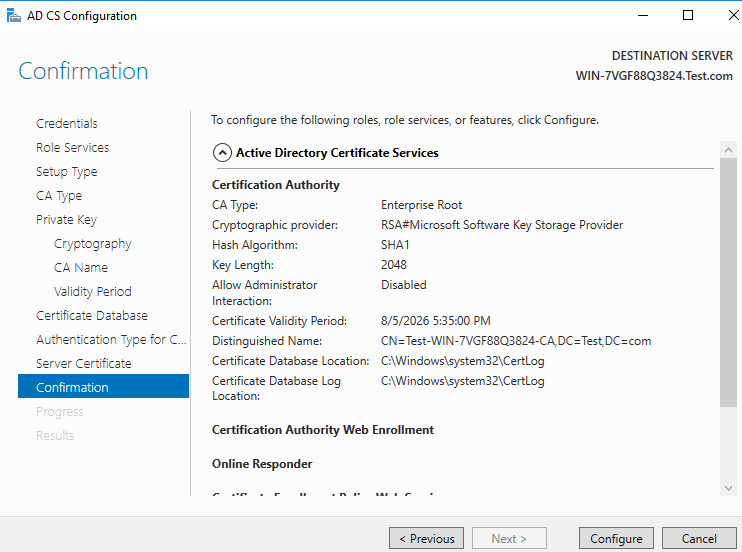 AD CS Configuration
Confirmation
DESTINATION SERVER
WIN-7VGF88Q3824.Test.com
Credentials
Role Services
Setup Type
CA Type
Private Key
Cryptography
CA Name
Validity Period
Certificate Database
Authentication Type for C...
Server Certificate
Confirmation
Progress
Results
To configure the following roles, role services, or features, click Configure.
Active Directory Certificate Services
Certification Authority
CA Type: Enterprise Root
Cryptographic provider: RSA#Microsoft Software Key Storage Provider
Hash Algorithm: SHA1
Key Length: 2048
Allow Administrator Disabled
Interaction:
Certificate Validity Period: 8/5/2026 5:35:00 PM
Distinguished Name: CN=Test-WIN-7VGF88Q3824-CA,DC=Test,DC=com
Certificate Database Location: C:\Windows\system32\CertLog
Certificate Database Log C:\Windows\system32\CertLog
Location:
Certification Authority Web Enrollment
Online Responder
< Previous
Next >
Configure
Cancel